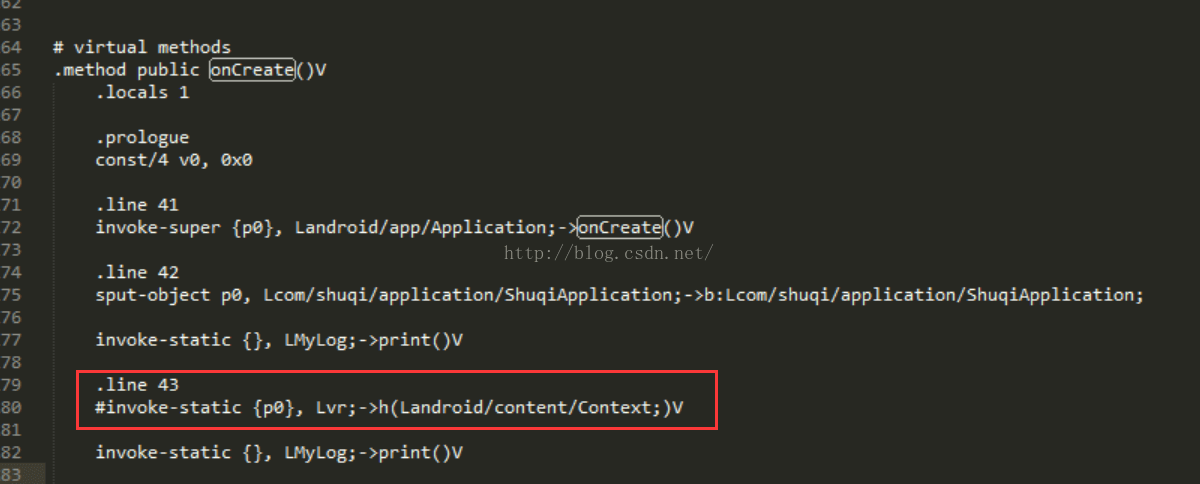 62
63
64 # virtual methods
65 .method public onCreate()V
66 .locals 1
67
68 .prologue
69 const/4 v0, 0x0
70
71 .line 41
72 invoke-super {p0}, Landroid/app/Application;->onCreate()V
73
http://blog.csdn.net/
74 .line 42
75 sput-object p0, Lcom/shuqi/application/ShuqiApplication;->b:Lcom/shuqi/application/ShuqiApplication;
76
77 invoke-static {}, LMyLog;->print()V
78
79 .line 43
80 #invoke-static {p0}, Lvr;->h(Landroid/content/Context;)V
81
82 invoke-static {}, LMyLog;->print()V
83